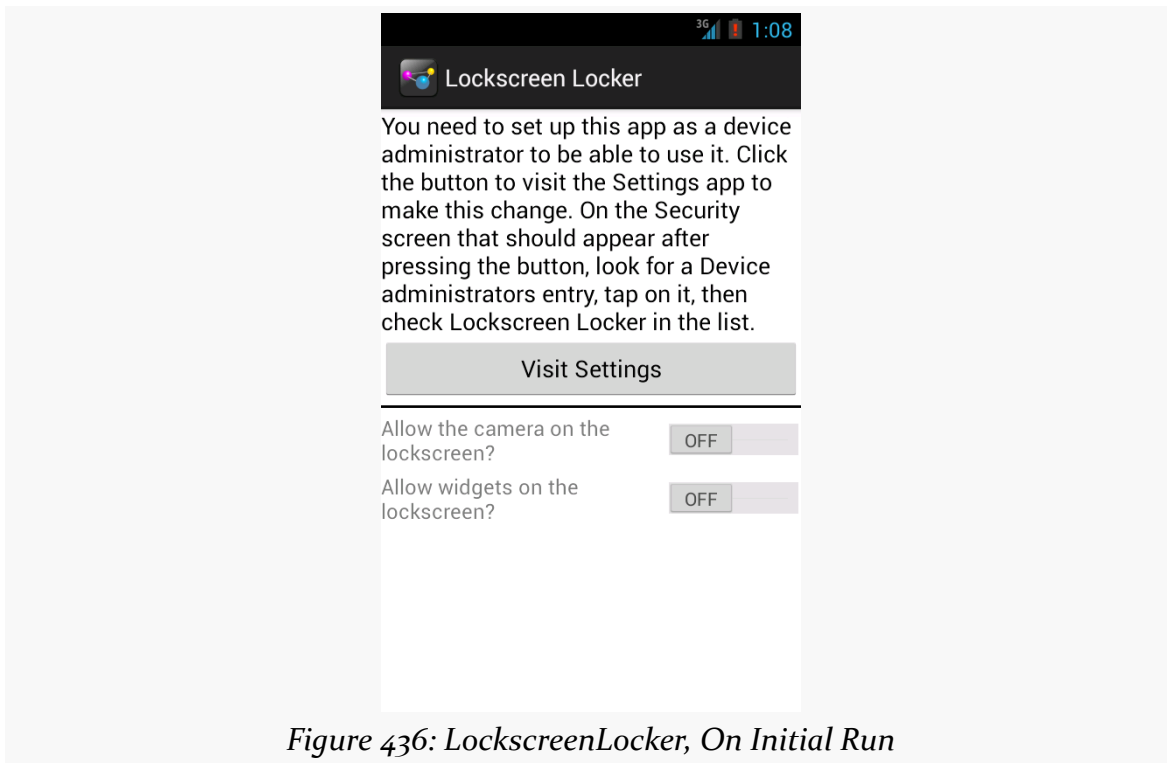 3G 1:08
Lockscreen Locker
You need to set up this app as a device
administrator to be able to use it. Click
the button to visit the Settings app to
make this change. On the Security
screen that should appear after
pressing the button, look for a Device
administrators entry, tap on it, then
check Lockscreen Locker in the list.
Visit Settings
Allow the camera on the
lockscreen?
OFF
Allow widgets on the
lockscreen?
OFF
Figure 436: LockscreenLocker, On Initial Run